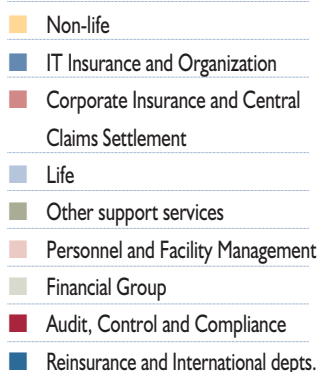 Non-life
IT Insurance and Organization
Corporate Insurance and Central
Claims Settlement
Life
Other support services
Personnel and Facility Management
Financial Group
Audit, Control and Compliance
Reinsurance and International depts.